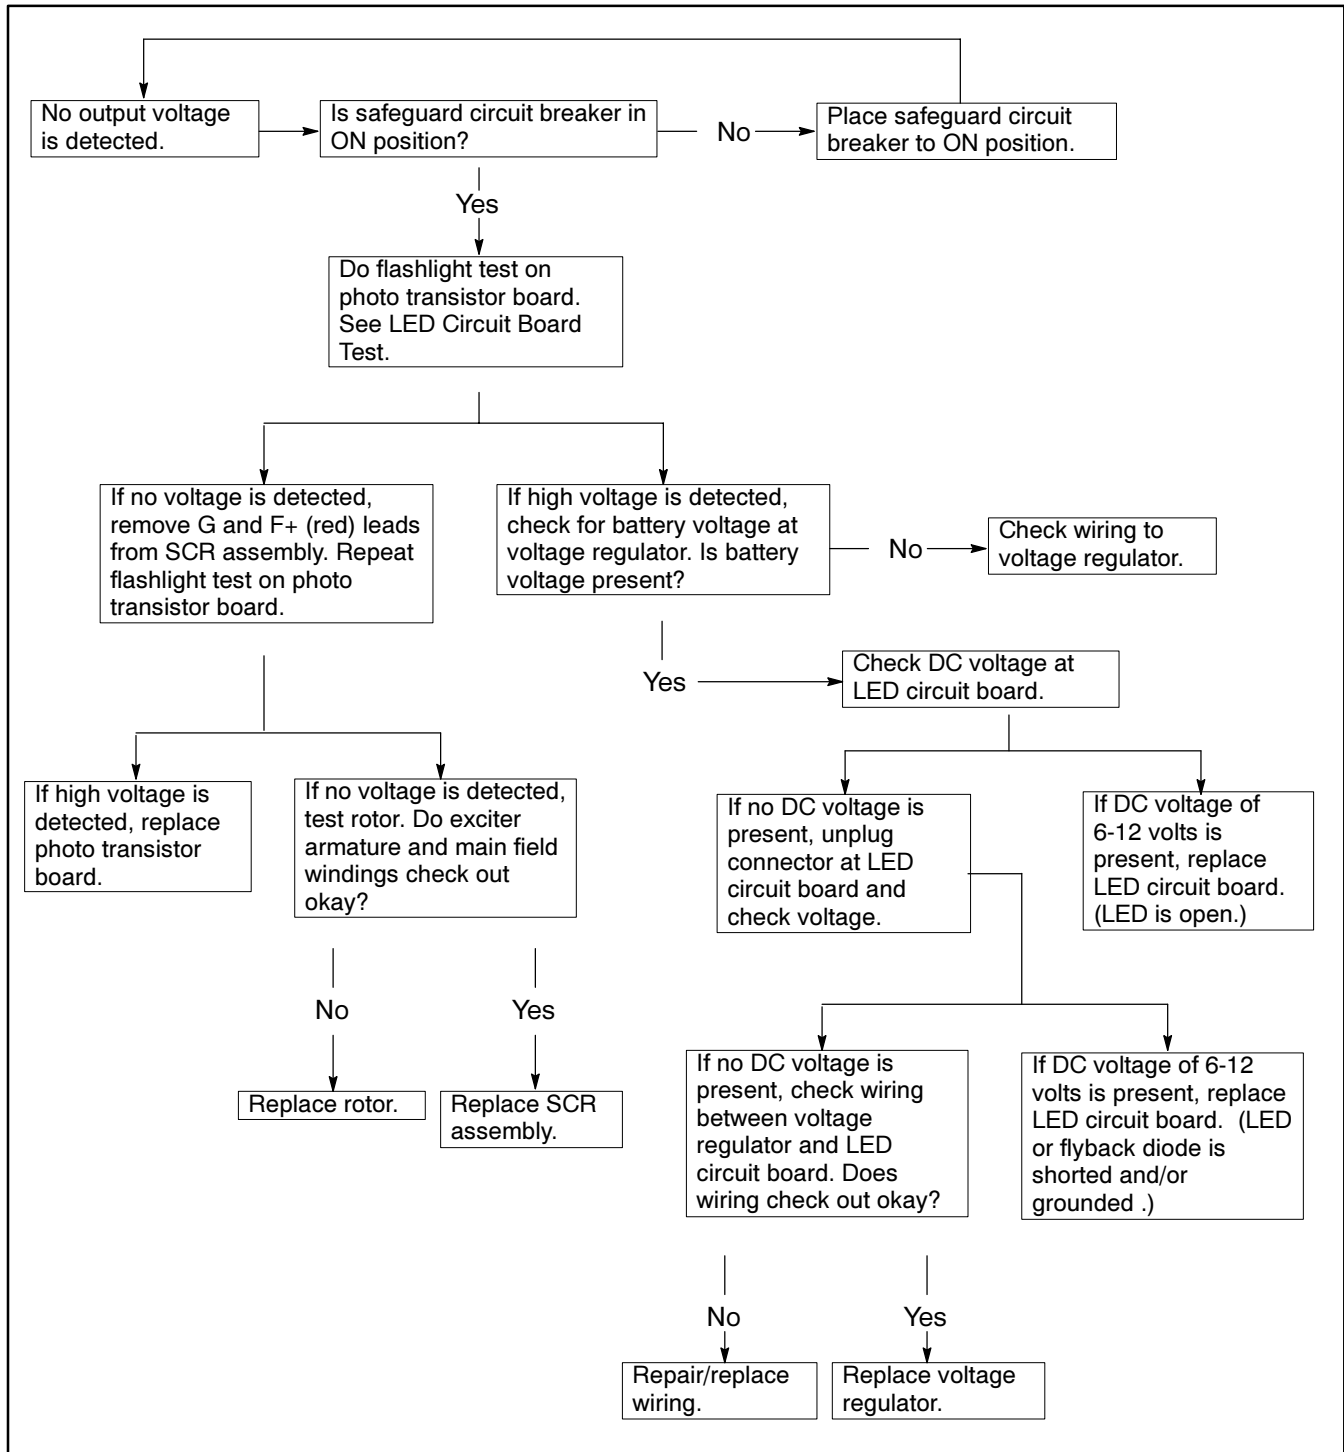 No output voltage
is detected.
Is safeguard circuit breaker in
ON position?
No
Place safeguard circuit
breaker to ON position.
Yes
Do flashlight test on
photo transistor board.
See LED Circuit Board
Test.
If no voltage is detected,
remove G and F+ (red) leads
from SCR assembly. Repeat
flashlight test on photo
transistor board.
If high voltage is detected,
check for battery voltage at
voltage regulator. Is battery
voltage present?
No
Check wiring to
voltage regulator.
Yes
Check DC voltage at
LED circuit board.
If high voltage is
detected, replace
photo transistor
board.
If no voltage is detected,
test rotor. Do exciter
armature and main field
windings check out
okay?
If no DC voltage is
present, unplug
connector at LED
circuit board and
check voltage.
If DC voltage of
6-12 volts is
present, replace
LED circuit board.
(LED is open.)
No
Yes
Replace rotor.
Replace SCR
assembly.
If no DC voltage is
present, check wiring
between voltage
regulator and LED
circuit board. Does
wiring check out okay?
If DC voltage of 6-12
volts is present, replace
LED circuit board.  (LED
or flyback diode is
shorted and/or
grounded .)
No
Yes
Repair/replace
wiring.
Replace voltage
regulator.